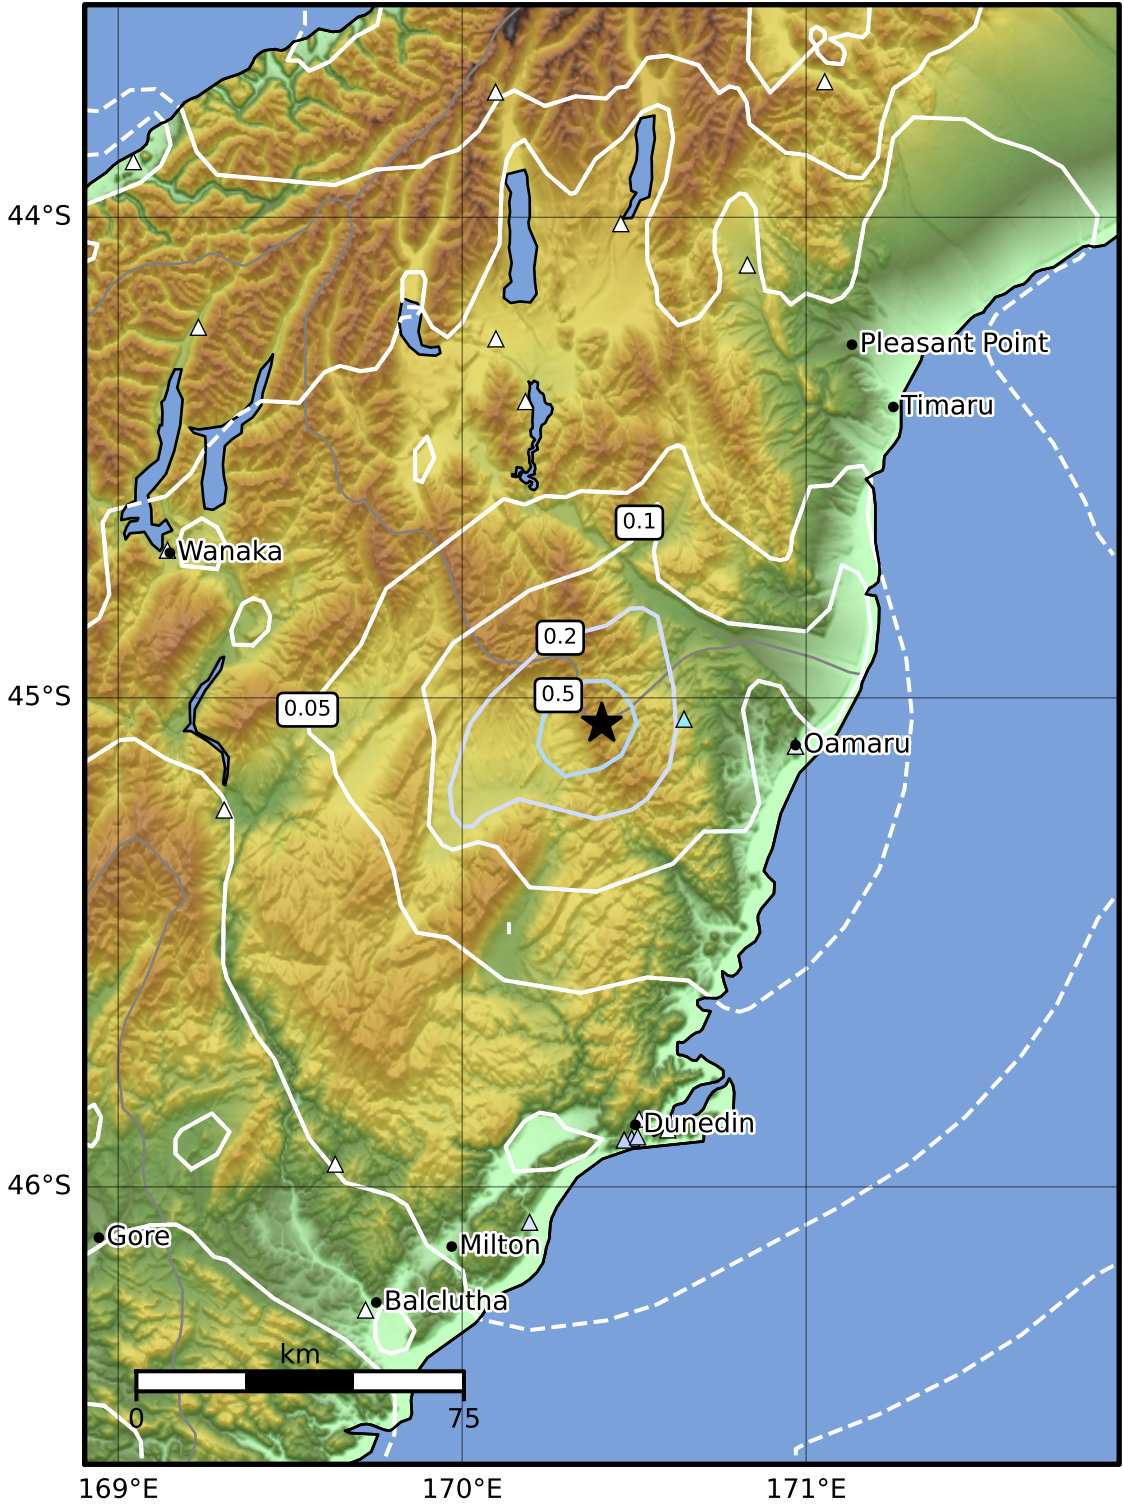 44°S
Pleasant Point
Timaru
0.1
Wanaka
0.2
0.5
45°S
0.05
Oamaru
Dunedin
46°S
Gore
Milton
Balclutha
km
0
75
169°E
170°E
171°E